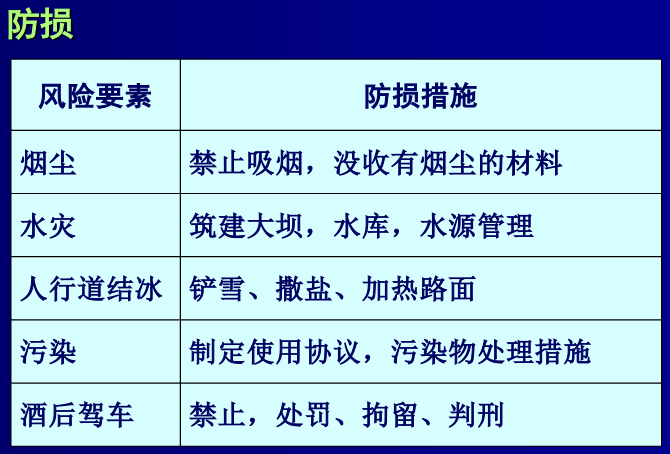 防损
风险要素 防损措施
烟尘 禁止吸烟，没收有烟尘的材料
水灾 筑建大坝，水库，水源管理
人行道结冰 铲雪、撒盐、加热路面
污染 制定使用协议，污染物处理措施
酒后驾车 禁止，处罚、拘留、判刑